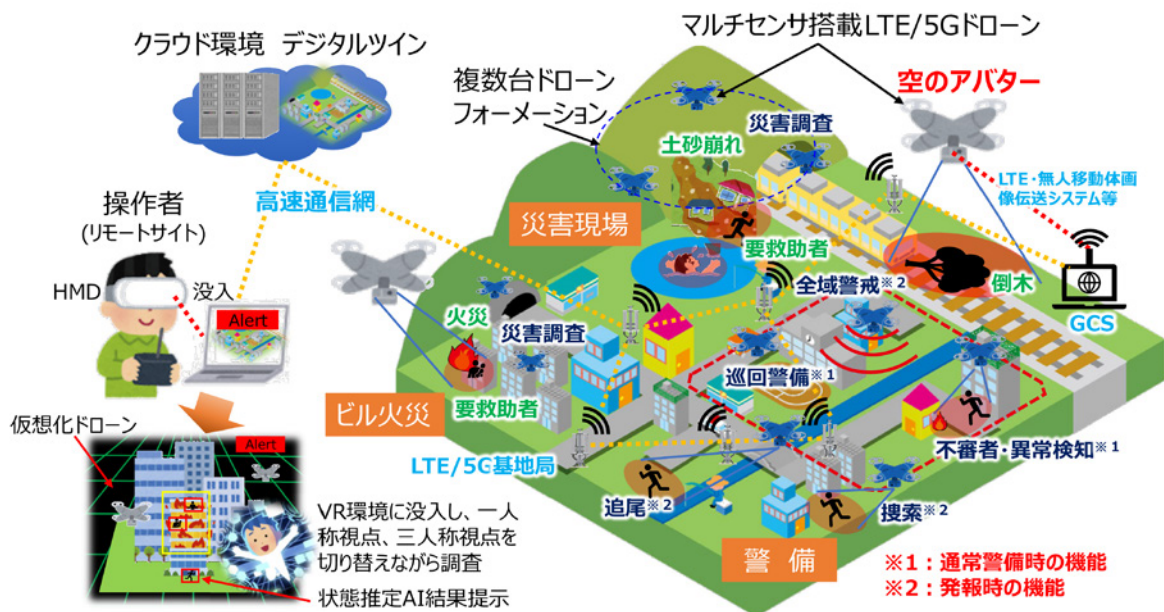 マルチセンサ搭載LTE/5Gドローン
クラウド環境 デジタルツイン
空のアバター
複数台ドローン
フォーメーション
災害調査
土砂崩れ
LTE・無人移動体画
像伝送システム等
高速通信網
操作者
(リモートサイト)
災害現場
要救助者
HMD
没入
Alert
全域警戒※2
倒木
GCS
火災
災害調査
巡回警備※1
要救助者
ビル火災
仮想化ドローン
Alert
LTE/5C基地局
不審者・異常検知※1
追尾※2
捜索※2
VR環境に没入し、一人
称視点、三人称視点を
切り替えながら調査
警備
※1：通常警備時の機能
※2：発報時の機能
状態推定AI結果提示